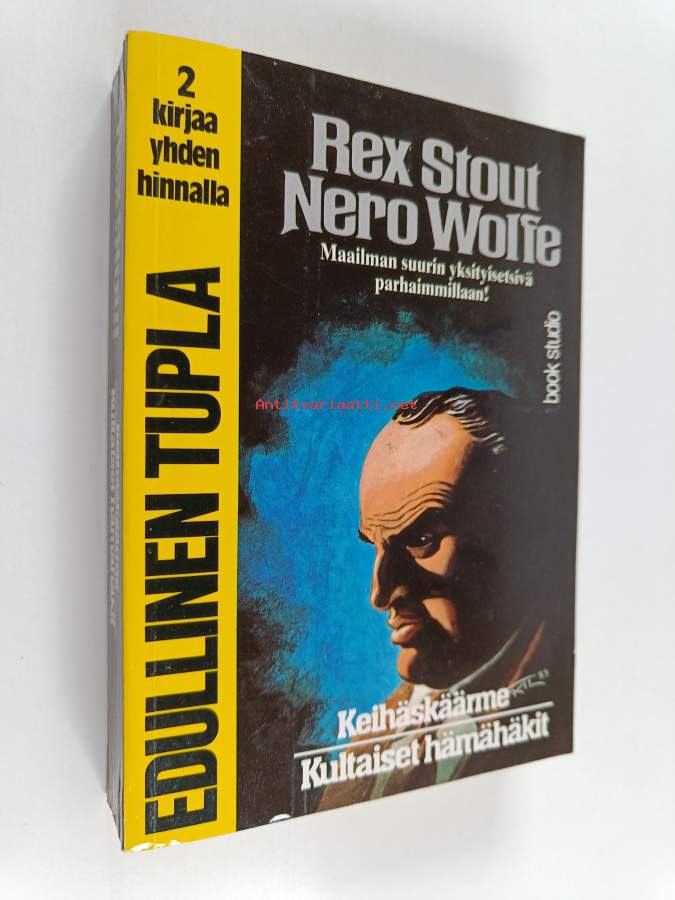 2
kirjaa
yhden
hinnalla
EDULLINEN TUPLA
Rex Stout
Nero Wolfe
Maailman suurin yksityisetsivä
parhaimmillaan!
book studio
Antikvariaatti.net
Keihäskäärme
Kultaiset hämähäkit